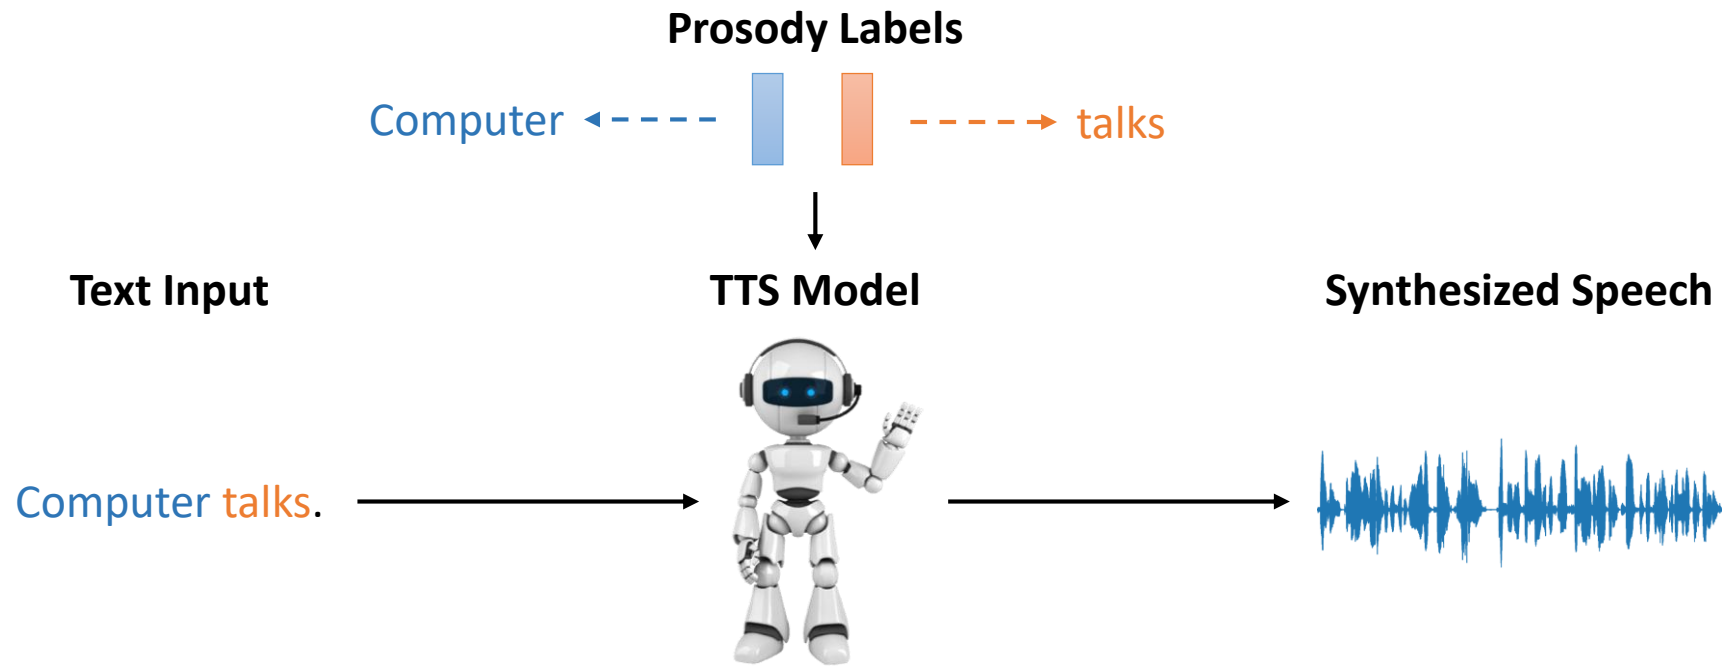 Prosody Labels
Computer
talks
Text Input
TTS Model
Synthesized Speech
Computer talks.